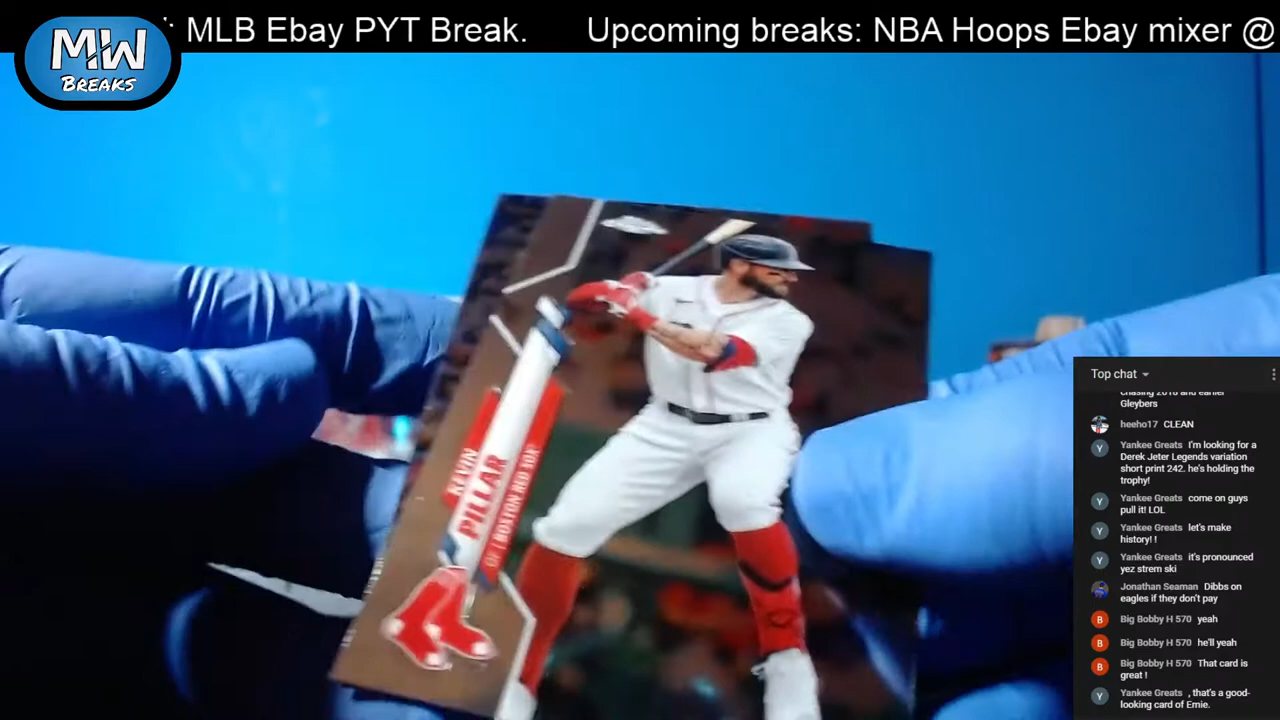 MLB Ebay PYT Break. Upcoming breaks: NBA Hoops Ebay mixer @
MW
BREAKS
KEVIN
PILLAR
OF | BOSTON RED SOX
Top chat
chasing 2018 and earlier
Gleybers
heeho17 CLEAN
Yankee Greats I'm looking for a
Derek Jeter Legends variation
short print 242. he's holding the
trophy!
Yankee Greats come on guys
pull it! LOL
Yankee Greats let's make
history! !
Yankee Greats it's pronounced
yez strem ski
Jonathan Seaman Dibbs on
eagles if they don't pay
Big Bobby H 570 yeah
Big Bobby H 570 he'll yeah
Big Bobby H 570 That card is
great !
Yankee Greats , that's a good-
looking card of Ernie.